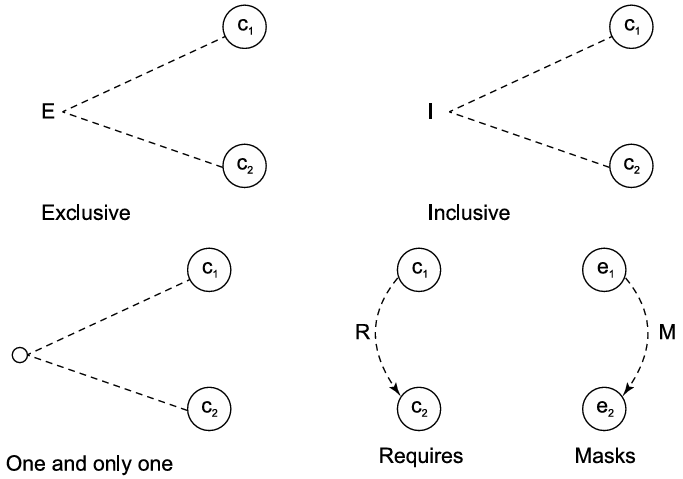 c₁
E
c₂
Exclusive
c₁
I
c₂
Inclusive
c₁
c₂
One and only one
c₁
R
c₂
Requires
e₁
M
e₂
Masks